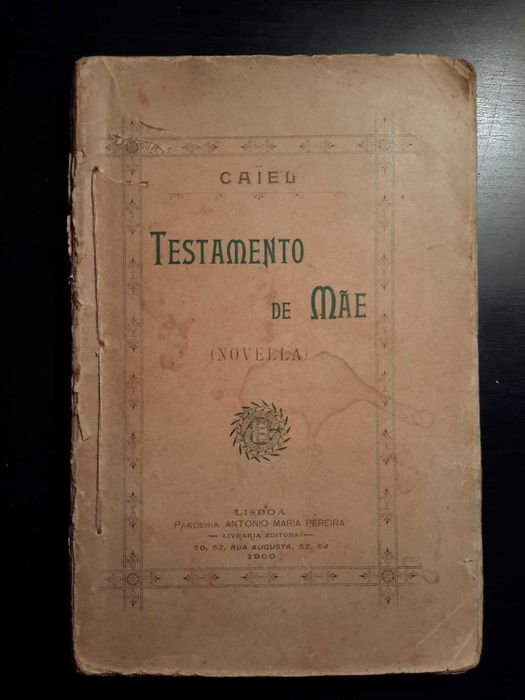 CAÏEL
TESTAMENTO
DE MÃE
(NOVELLA)
LISBOA
PARCERIA ANTONIO MARIA PEREIRA
LIVRARIA EDITORA
50, 52, RUA AUGUSTA, 52, 54
1900